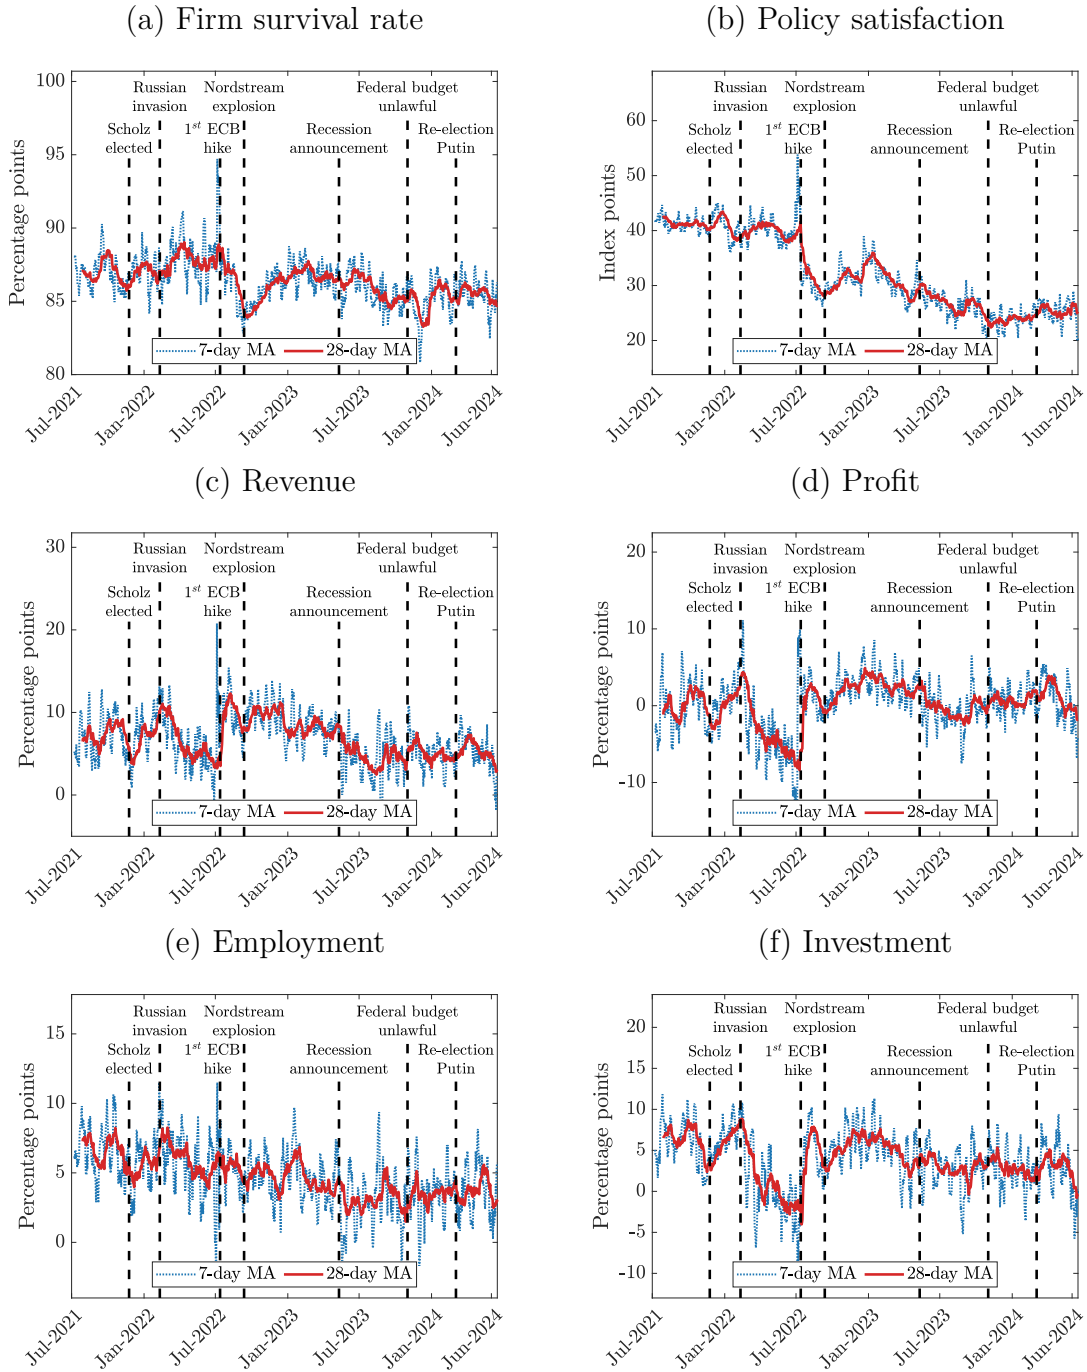 (a) Firm survival rate
Percentage points
100
95
90
85
80
Russian
invasion
Nordstream
explosion
Federal budget
unlawful
Scholz
elected
1st ECB
hike
Recession
announcement
Re-election
Putin
7-day MA
28-day MA
Jul-2021
Jan-2022
Jul-2022
Jan-2023
Jul-2023
Jan-2024
Jun-2024
(b) Policy satisfaction
Index points
60
50
40
30
20
Russian
invasion
Nordstream
explosion
Federal budget
unlawful
Scholz
elected
1st ECB
hike
Recession
announcement
Re-election
Putin
7-day MA
28-day MA
Jul-2021
Jan-2022
Jul-2022
Jan-2023
Jul-2023
Jan-2024
Jun-2024
(c) Revenue
Percentage points
30
20
10
0
Russian
invasion
Nordstream
explosion
Federal budget
unlawful
Scholz
elected
1st ECB
hike
Recession
announcement
Re-election
Putin
7-day MA
28-day MA
Jul-2021
Jan-2022
Jul-2022
Jan-2023
Jul-2023
Jan-2024
Jun-2024
(d) Profit
Percentage points
20
10
0
-10
Russian
invasion
Nordstream
explosion
Federal budget
unlawful
Scholz
elected
1st ECB
hike
Recession
announcement
Re-election
Putin
7-day MA
28-day MA
Jul-2021
Jan-2022
Jul-2022
Jan-2023
Jul-2023
Jan-2024
Jun-2024
(e) Employment
Percentage points
15
10
5
0
Russian
invasion
Nordstream
explosion
Federal budget
unlawful
Scholz
elected
1st ECB
hike
Recession
announcement
Re-election
Putin
7-day MA
28-day MA
Jul-2021
Jan-2022
Jul-2022
Jan-2023
Jul-2023
Jan-2024
Jun-2024
(f) Investment
Percentage points
20
15
10
5
0
-5
-10
Russian
invasion
Nordstream
explosion
Federal budget
unlawful
Scholz
elected
1st ECB
hike
Recession
announcement
Re-election
Putin
7-day MA
28-day MA
Jul-2021
Jan-2022
Jul-2022
Jan-2023
Jul-2023
Jan-2024
Jun-2024